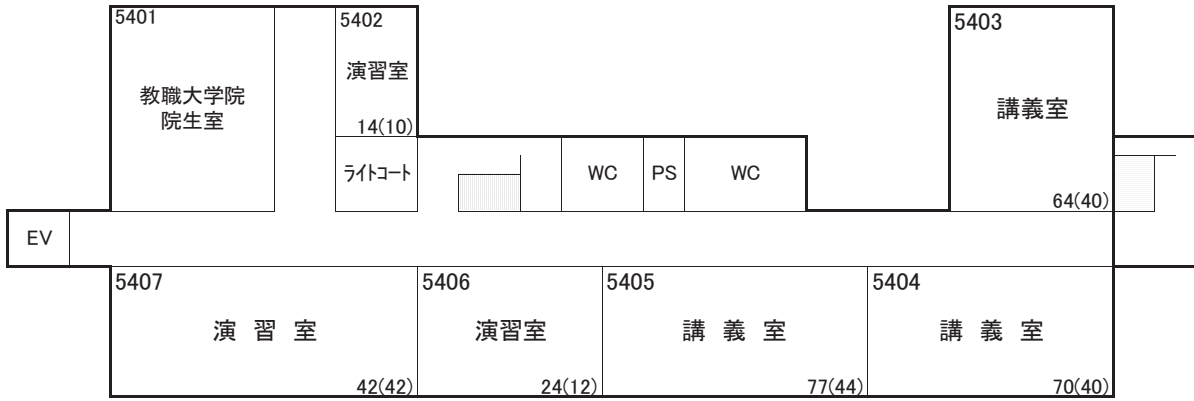 5401
教職大学院
院生室
5402
演習室
14(10)
ライトコート
WC
PS
WC
5403
講義室
64(40)
EV
5407
演 習 室
42(42)
5406
演習室
24(12)
5405
講 義 室
77(44)
5404
講 義 室
70(40)